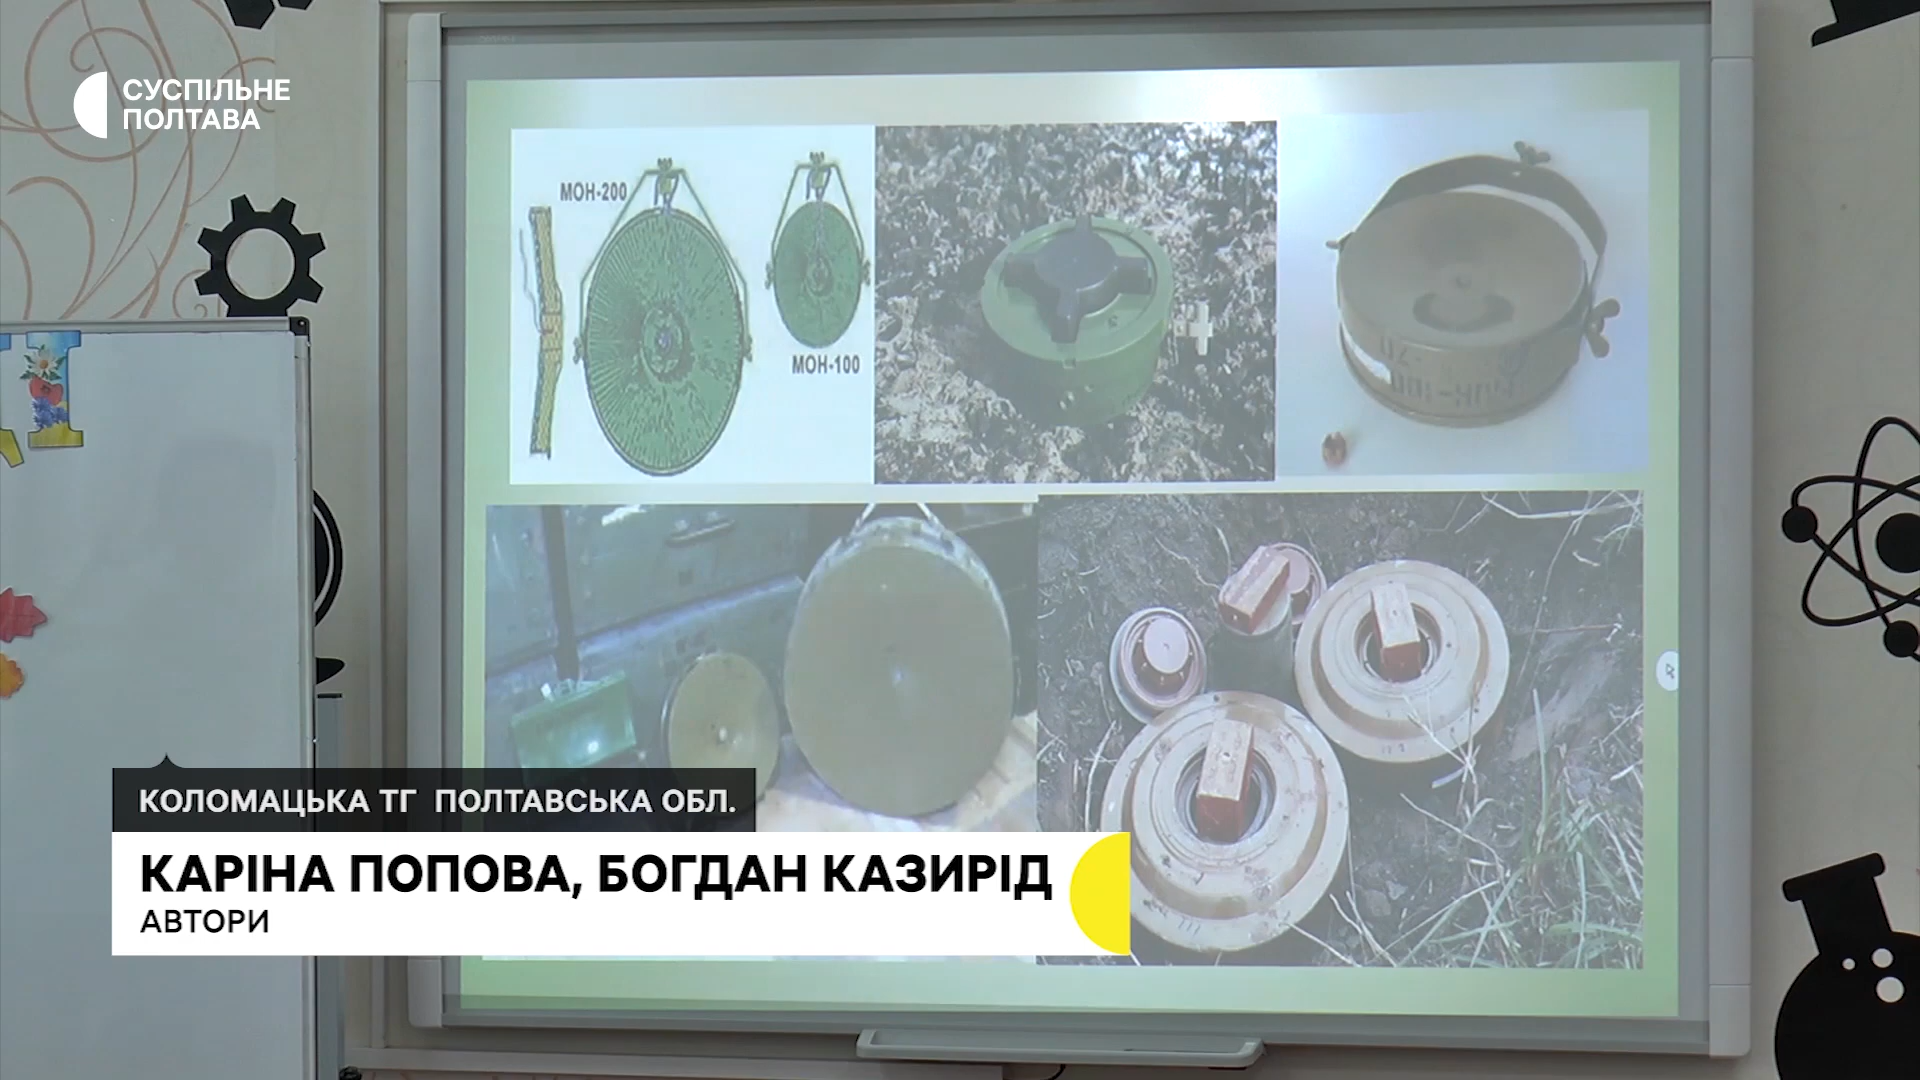 СУСПІЛЬНЕ
ПОЛТАВА
МОН-200
МОН-100
КОЛОМАЦЬКА ТГ ПОЛТАВСЬКА ОБЛ.
КАРІНА ПОПОВА, БОГДАН КАЗИРІД
АВТОРИ